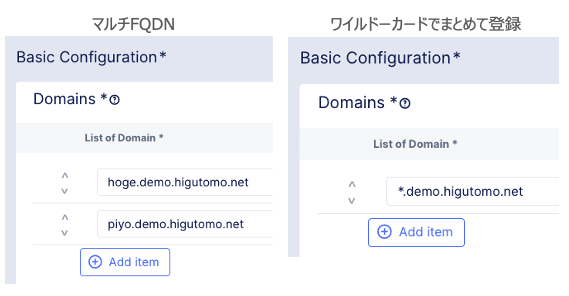 マルチFQDN
Basic Configuration*
Domains *
List of Domain *
hoge.demo.higutomo.net
piyo.demo.higutomo.net
Add item
ワイルドーカードでまとめて登録
Basic Configuration*
Domains *
List of Domain *
*.demo.higutomo.net
Add item